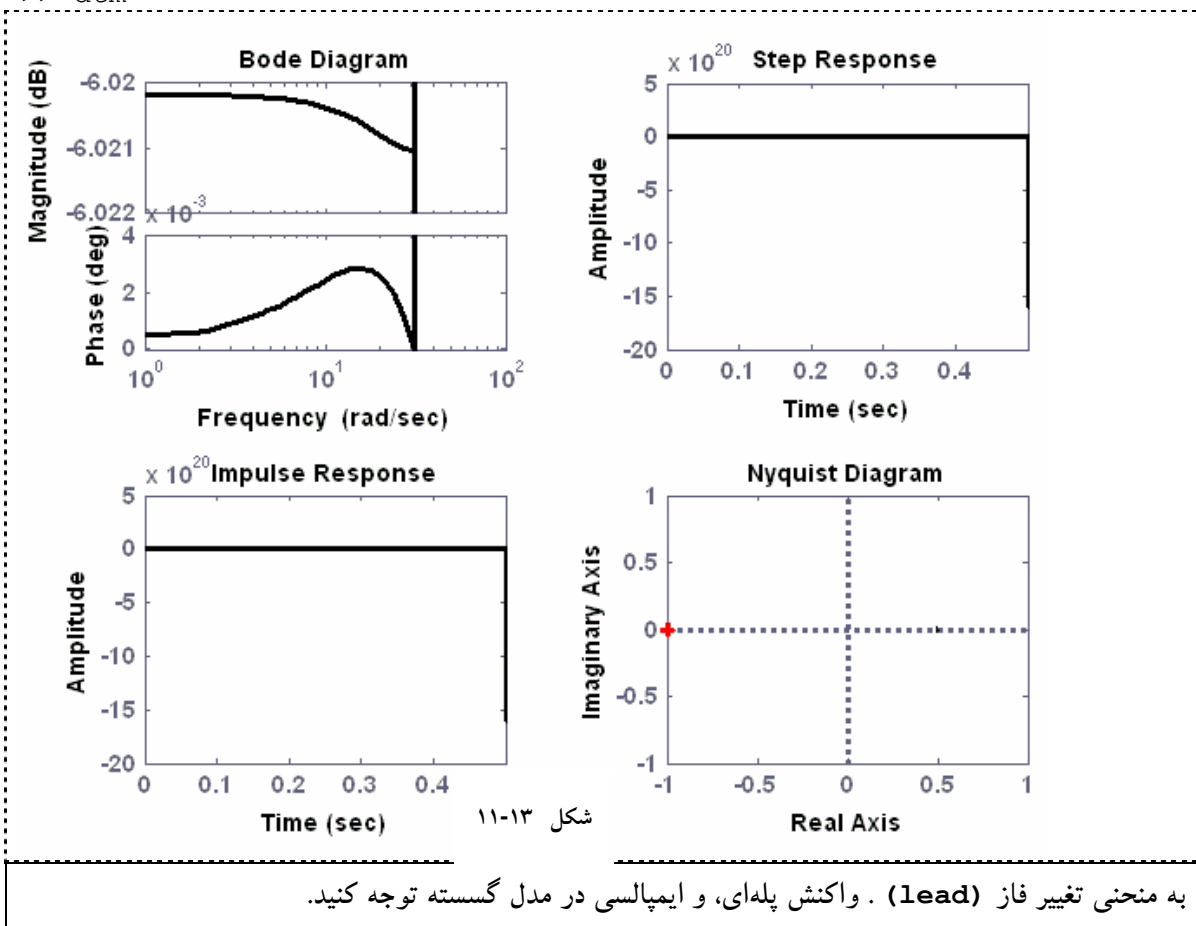 Bode Diagram
Magnitude (dB)
-6.02
-6.021
-6.022
x 10^-3
Phase (deg)
4
2
0
10^0 10^1 10^2
Frequency (rad/sec)
x 10^20 Step Response
Amplitude
5
0
-5
-10
-15
-20
0 0.1 0.2 0.3 0.4
Time (sec)
x 10^20 Impulse Response
Amplitude
5
0
-5
-10
-15
-20
0 0.1 0.2 0.3 0.4
Time (sec)
Nyquist Diagram
Imaginary Axis
1
0.5
0
-0.5
-1
-1 -0.5 0 0.5 1
Real Axis
شکل ۱۳-۱۱
به منحنی تغییر فاز (lead) . واکنش پله‌ای، و ایمپالسی در مدل گسسته توجه کنید.